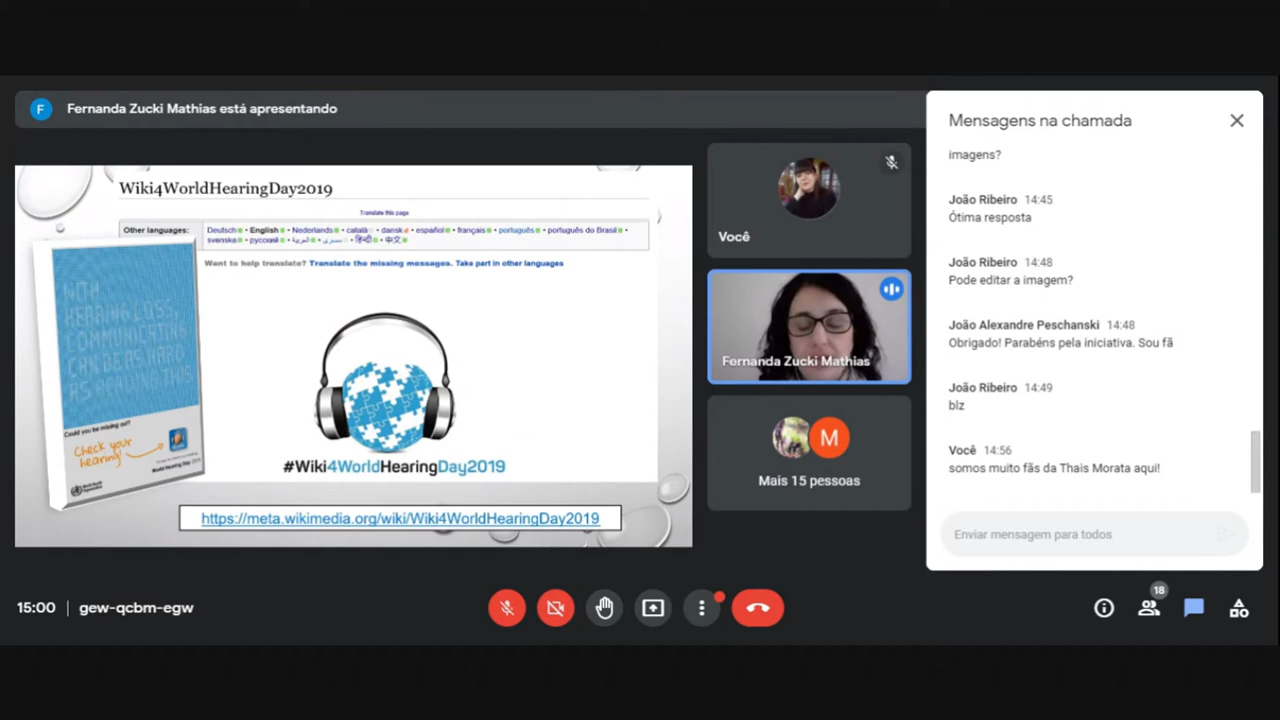 Fernanda Zucki Mathias está apresentando
F
Wiki4WorldHearingDay2019
Translate this page
Other languages:
Deutsch • English • Nederlands • català • dansk • español • français • português • português do Brasil •
svenska • русский • العربية • हिन्दी • 中文
Want to help translate? Translate the missing messages. Take part in other languages
WITH
HEARING LOSS,
COMMUNICATING
CAN BE AS HARD
AS READING THIS
Could you be missing out?
Check your
hearing!
World Hearing Day 2019
World Health
Organization
#Wiki4WorldHearingDay2019
https://meta.wikimedia.org/wiki/Wiki4WorldHearingDay2019
Você
Fernanda Zucki Mathias
M
Mais 15 pessoas
Mensagens na chamada
imagens?
João Ribeiro 14:45
Ótima resposta
João Ribeiro 14:48
Pode editar a imagem?
João Alexandre Peschanski 14:48
Obrigado! Parabéns pela iniciativa. Sou fã
João Ribeiro 14:49
blz
Você 14:56
somos muito fãs da Thais Morata aqui!
Enviar mensagem para todos
15:00 | gew-qcbm-egw
18